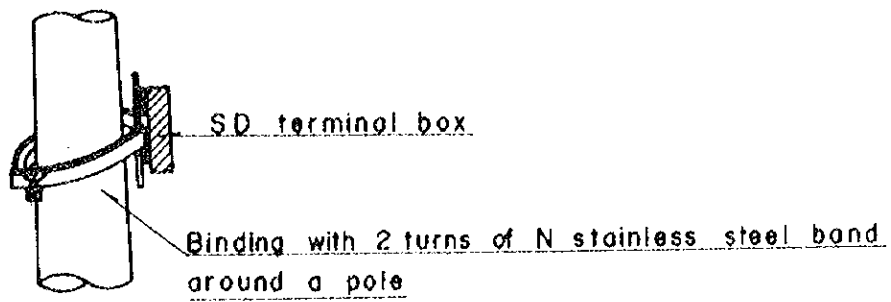 SD terminal box
Binding with 2 turns of N stainless steel band
around a pole